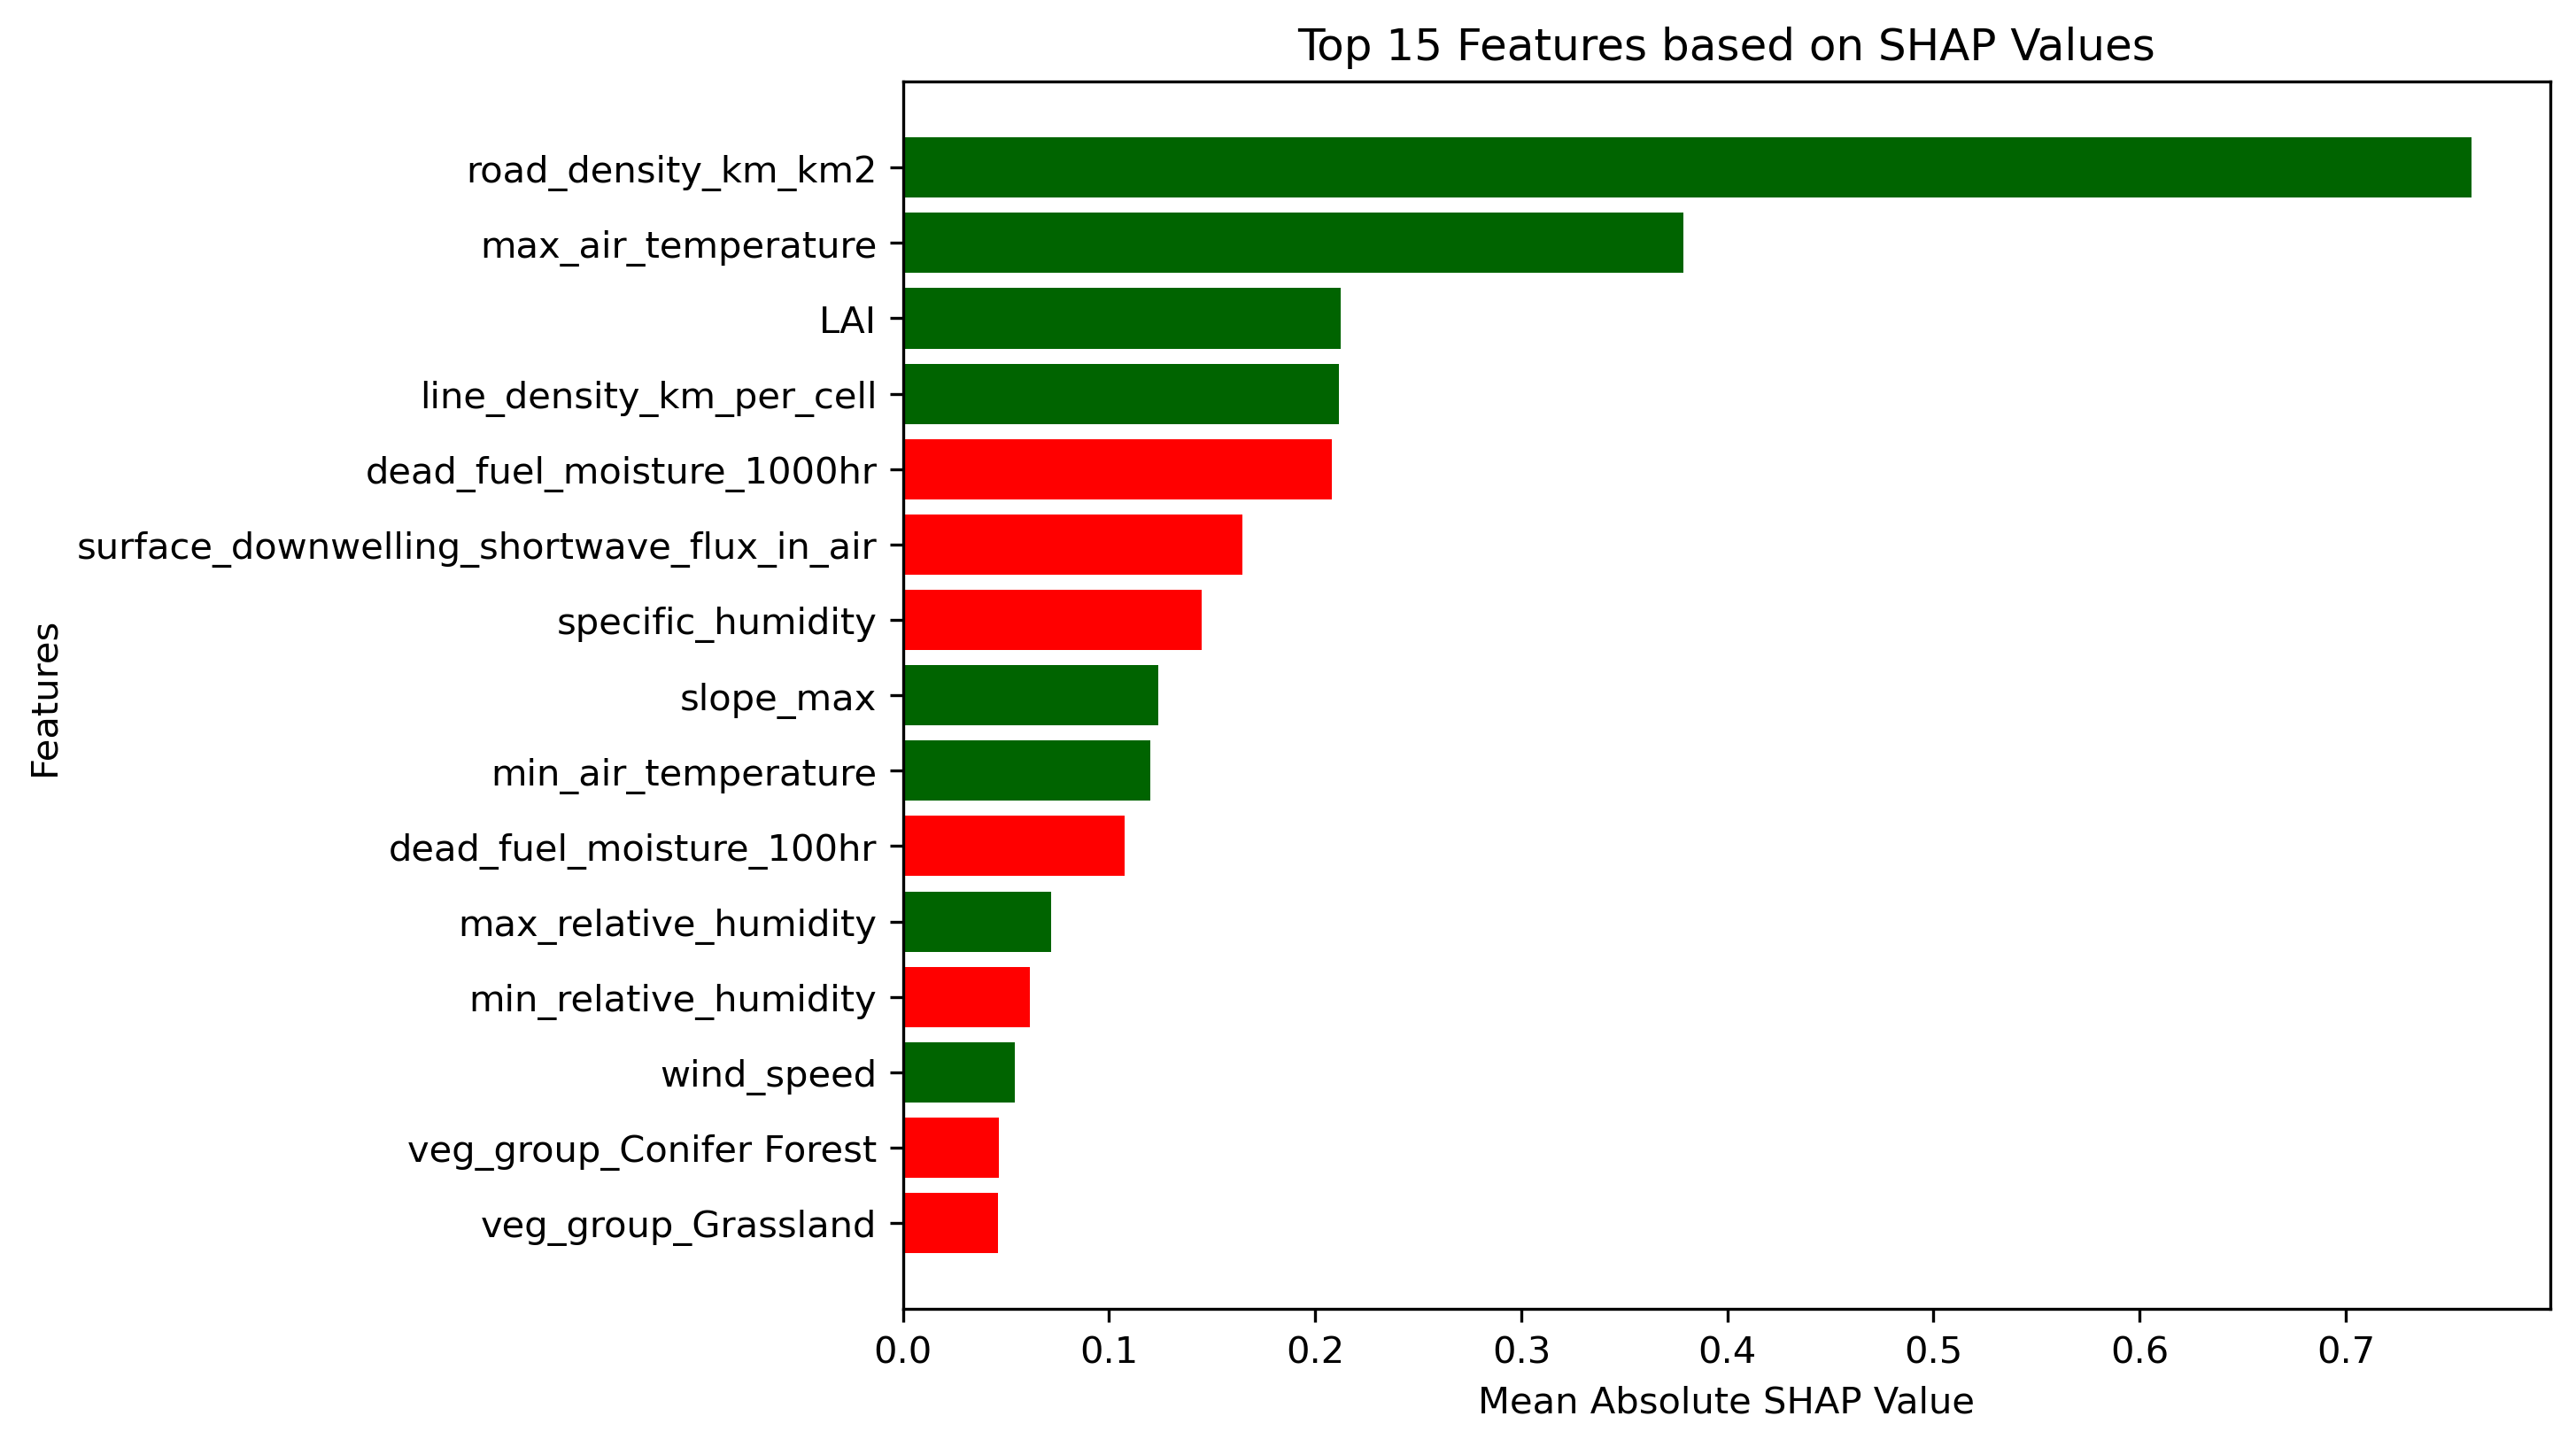 Top 15 Features based on SHAP Values
Features
road_density_km_km2
max_air_temperature
LAI
line_density_km_per_cell
dead_fuel_moisture_1000hr
surface_downwelling_shortwave_flux_in_air
specific_humidity
slope_max
min_air_temperature
dead_fuel_moisture_100hr
max_relative_humidity
min_relative_humidity
wind_speed
veg_group_Conifer Forest
veg_group_Grassland
0.0 0.1 0.2 0.3 0.4 0.5 0.6 0.7
Mean Absolute SHAP Value